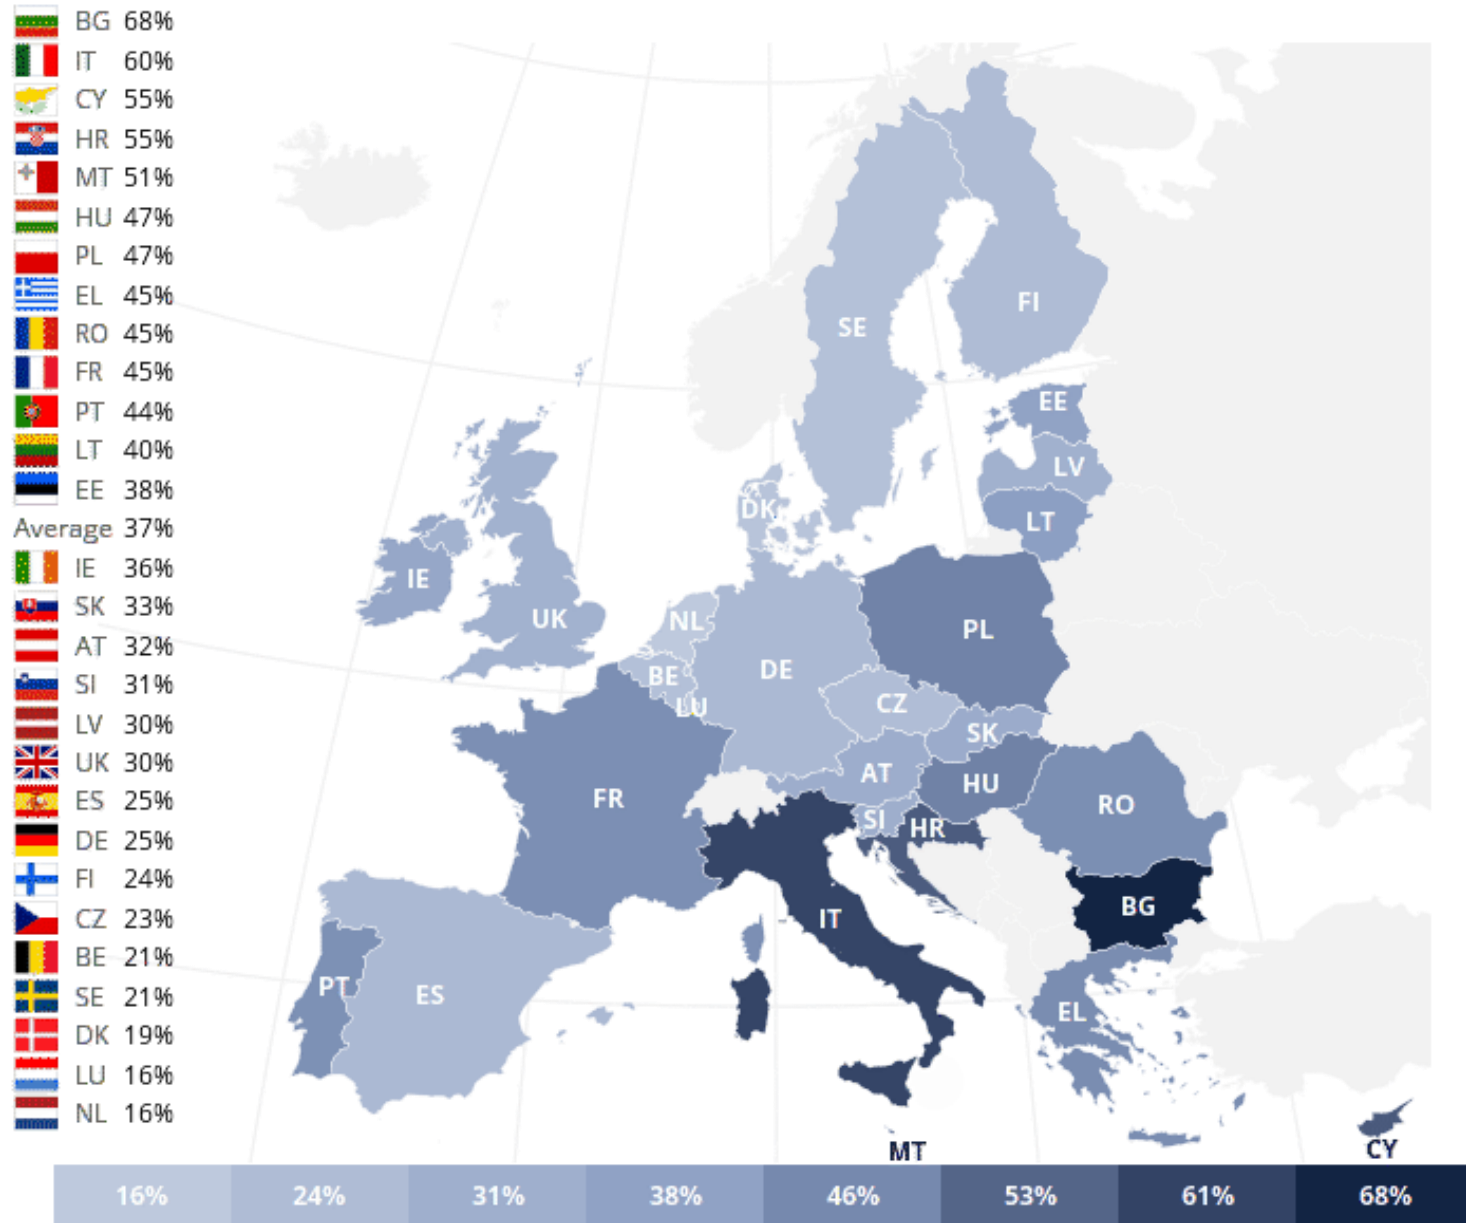 BG 68%
IT 60%
CY 55%
HR 55%
MT 51%
HU 47%
PL 47%
EL 45%
RO 45%
FR 45%
PT 44%
LT 40%
EE 38%
Average 37%
IE 36%
SK 33%
AT 32%
SI 31%
LV 30%
UK 30%
ES 25%
DE 25%
FI 24%
CZ 23%
BE 21%
SE 21%
DK 19%
LU 16%
NL 16%
FI
SE
EE
LV
DK
LT
IE
UK
NL
PL
DE
BE
CZ
LU
SK
AT
HU
FR
RO
SI
HR
BG
IT
PT
ES
EL
MT
CY
16% 24% 31% 38% 46% 53% 61% 68%